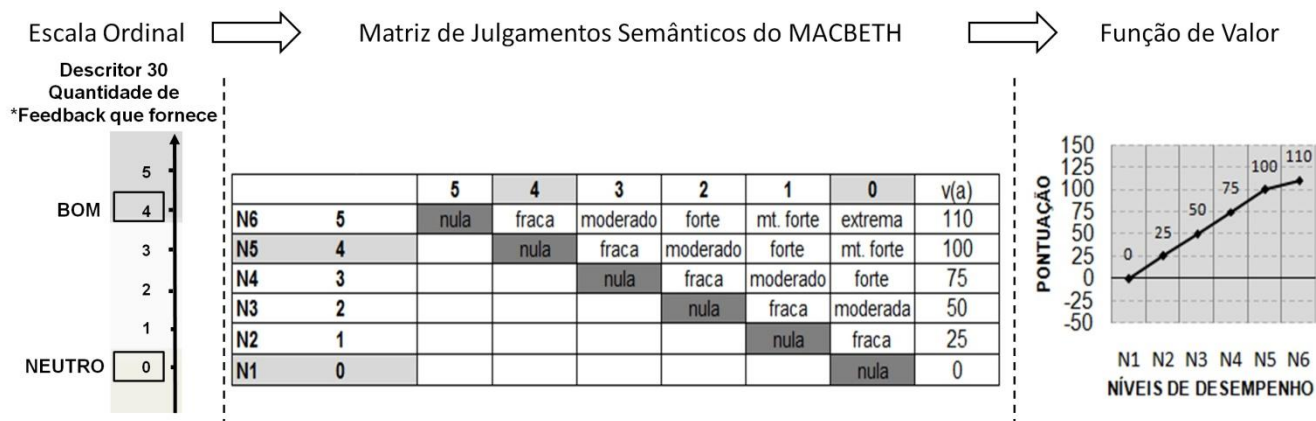 Escala Ordinal
Matriz de Julgamentos Semânticos do MACBETH
Função de Valor
Descritor 30
Quantidade de
*Feedback que fornece
5
BOM 4
3
2
1
NEUTRO 0
5 4 3 2 1 0 v(a)
N6 5 nula fraca moderado forte mt. forte extrema 110
N5 4 nula fraca moderado forte mt. forte 100
N4 3 nula fraca moderado forte 75
N3 2 nula fraca moderada 50
N2 1 nula fraca 25
N1 0 nula 0
PONTUAÇÃO
150
125
100
75
50
25
0
-25
-50
0
25
50
75
100
110
N1 N2 N3 N4 N5 N6
NÍVEIS DE DESEMPENHO